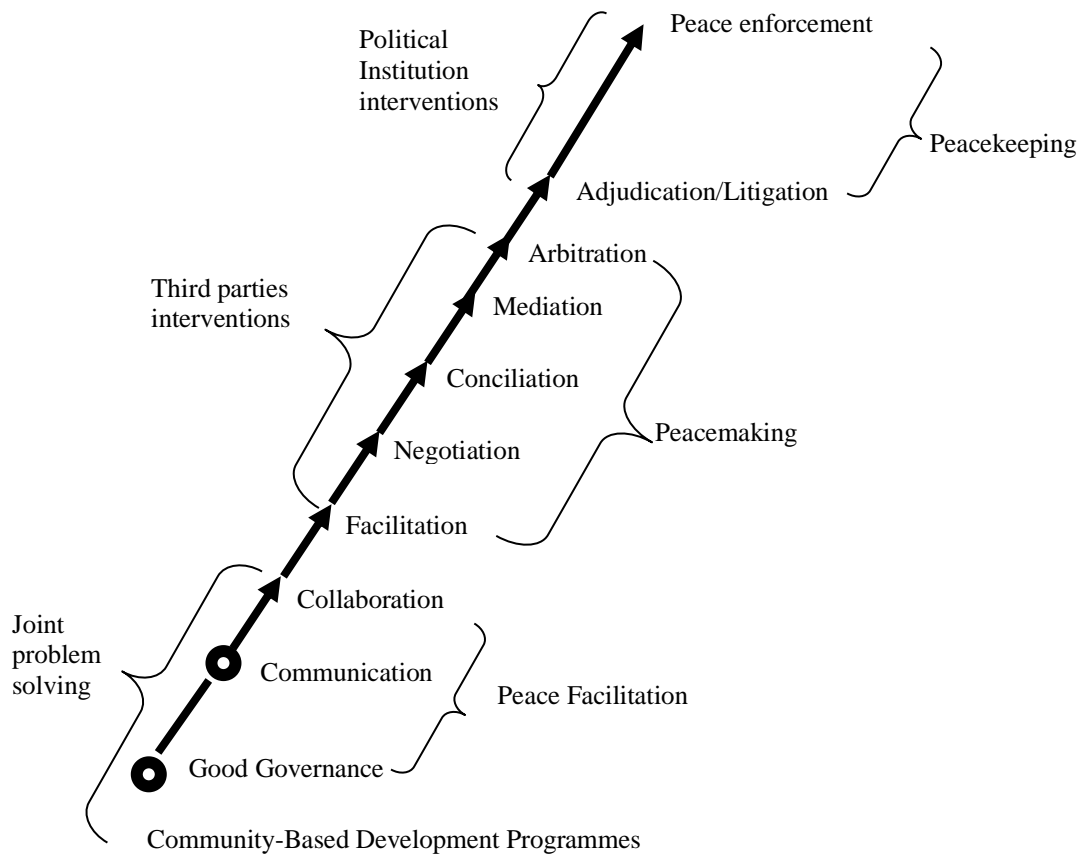 Political
Institution
interventions
Peace enforcement
Peacekeeping
Adjudication/Litigation
Arbitration
Third parties
interventions
Mediation
Conciliation
Peacemaking
Negotiation
Facilitation
Collaboration
Joint
problem
solving
Communication
Peace Facilitation
Good Governance
Community-Based Development Programmes